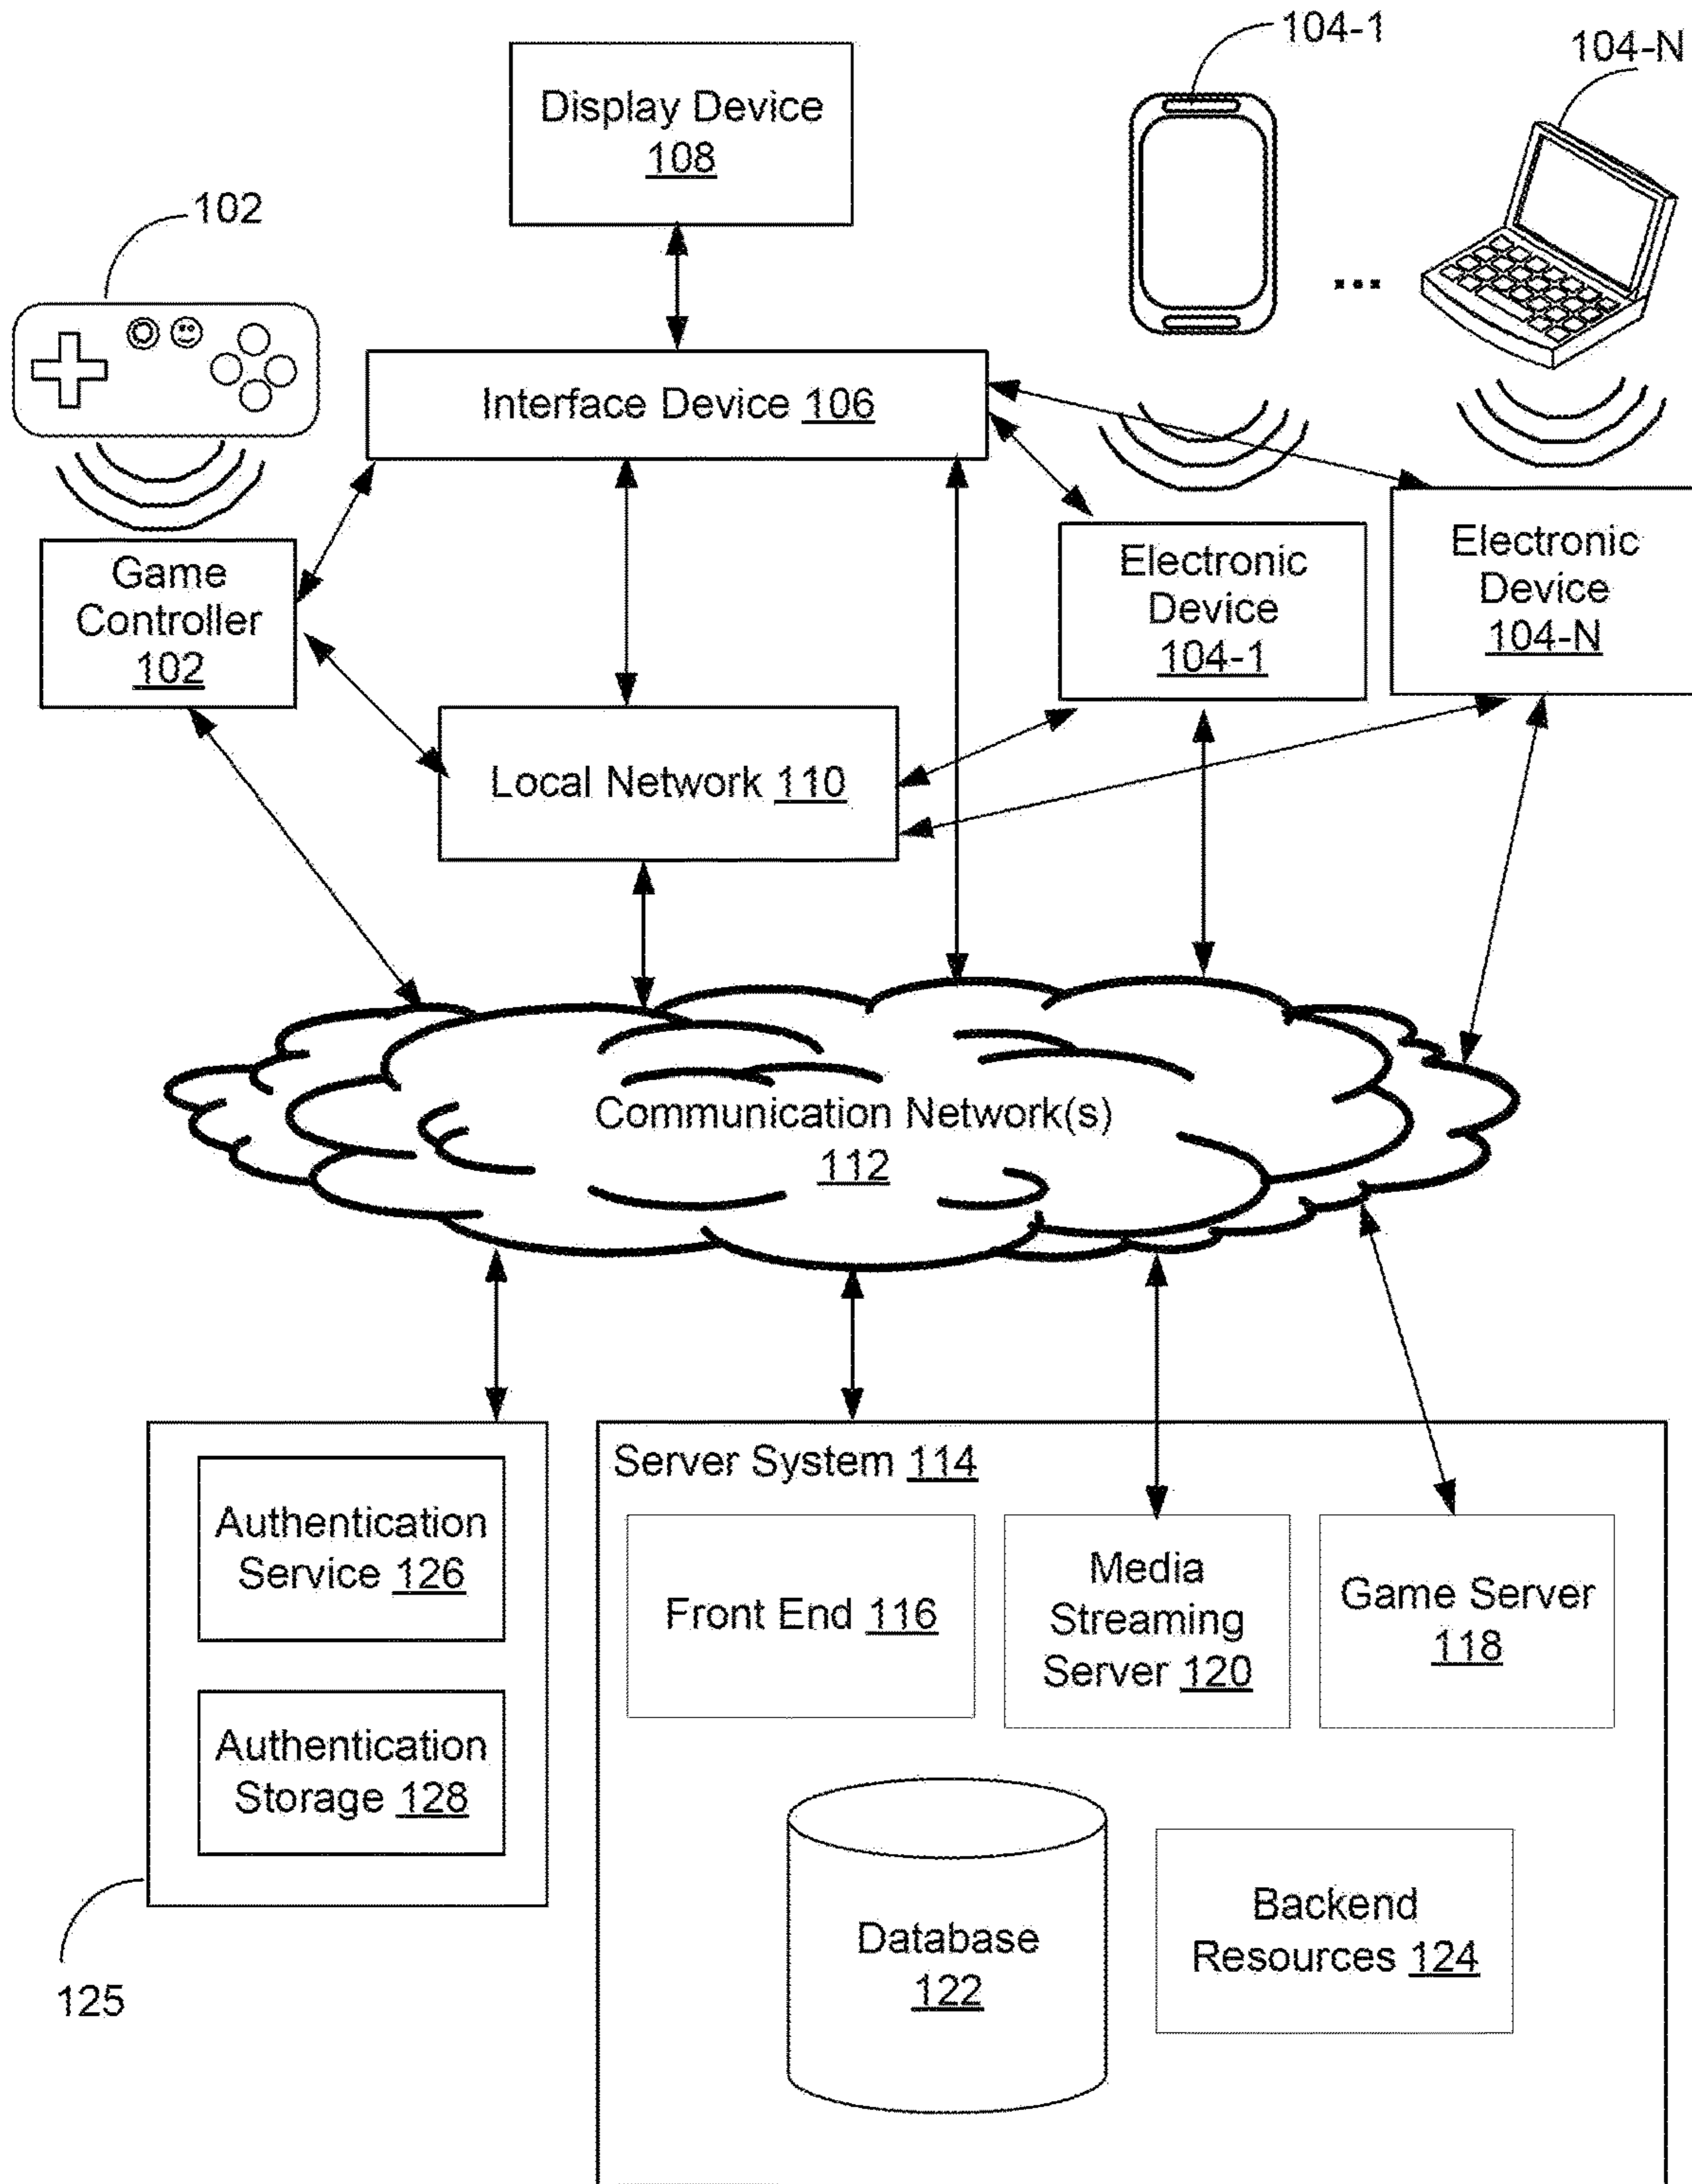 104-1
104-N
Display Device
108
102
Interface Device 106
Game
Controller
102
Electronic
Device
104-1
Electronic
Device
104-N
Local Network 110
Communication Network(s)
112
Server System 114
Authentication
Service 126
Front End 116
Media
Streaming
Server 120
Game Server
118
Authentication
Storage 128
Database
122
Backend
Resources 124
125